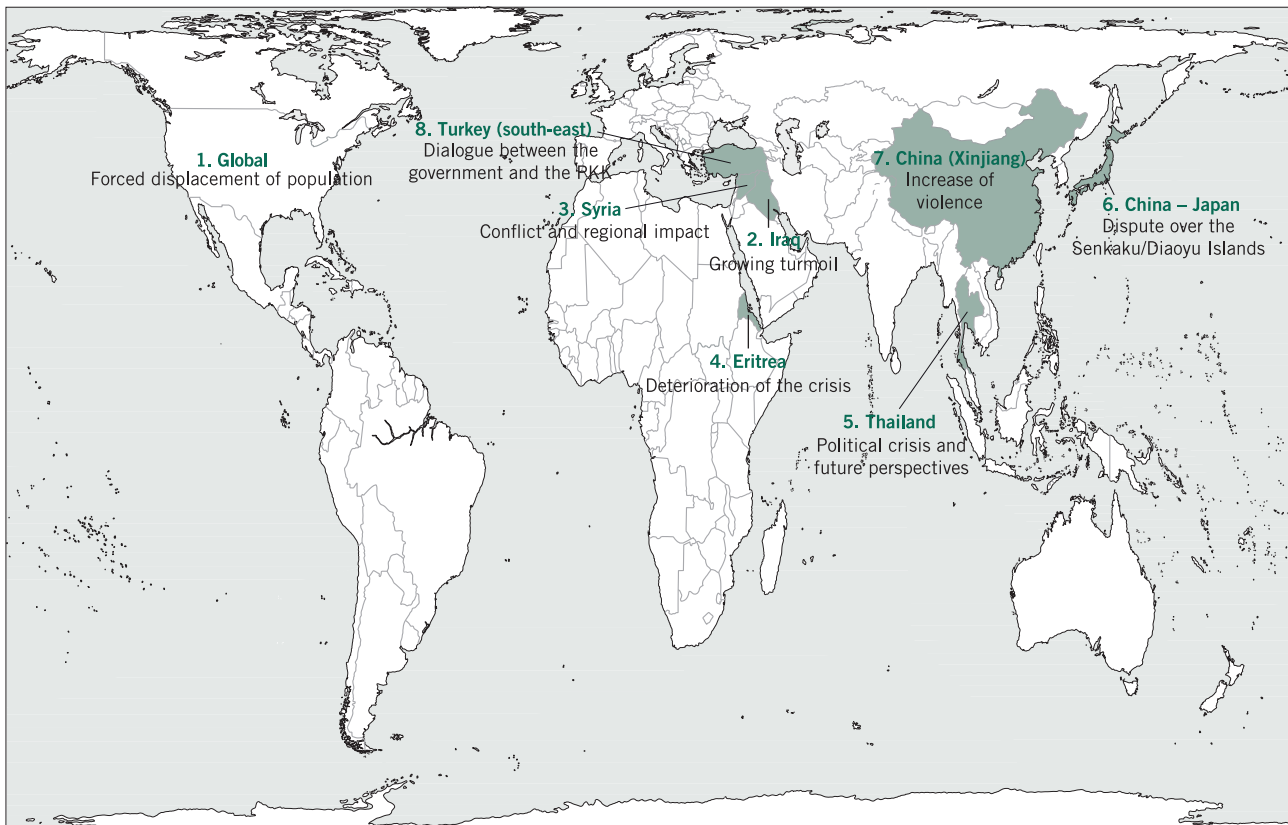 1. Global
Forced displacement of population
8. Turkey (south-east)
Dialogue between the
government and the PKK
3. Syria
Conflict and regional impact
2. Iraq
Growing turmoil
4. Eritrea
Deterioration of the crisis
7. China (Xinjiang)
Increase of
violence
6. China – Japan
Dispute over the
Senkaku/Diaoyu Islands
5. Thailand
Political crisis and
future perspectives